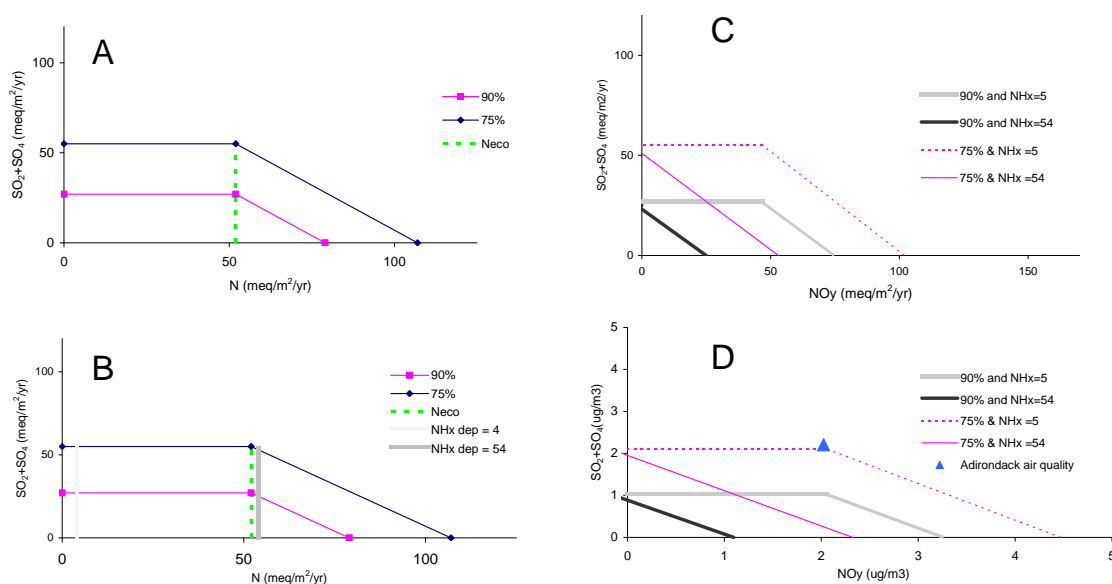 A
SO₂+SO₄ (meq/m²/yr)
100
50
0
0 50 100
N (meq/m²/yr)
90%
75%
Neco
C
SO₂+SO₄ (meq/m2/yr)
100
50
0
0 50 100 150
NOy (meq/m²/yr)
90% and NHx=5
90% and NHx=54
75% & NHx =5
75% & NHx =54
B
SO₂+SO₄ (meq/m²/yr)
100
50
0
0 50 100
N (meq/m²/yr)
90%
75%
Neco
NHx dep = 4
NHx dep = 54
D
SO₂+SO₄(ug/m3)
5
4
3
2
1
0
0 1 2 3 4 5
NOy (ug/m3)
90% and NHx=5
90% and NHx=54
75% & NHx =5
75% & NHx =54
Adirondack air quality